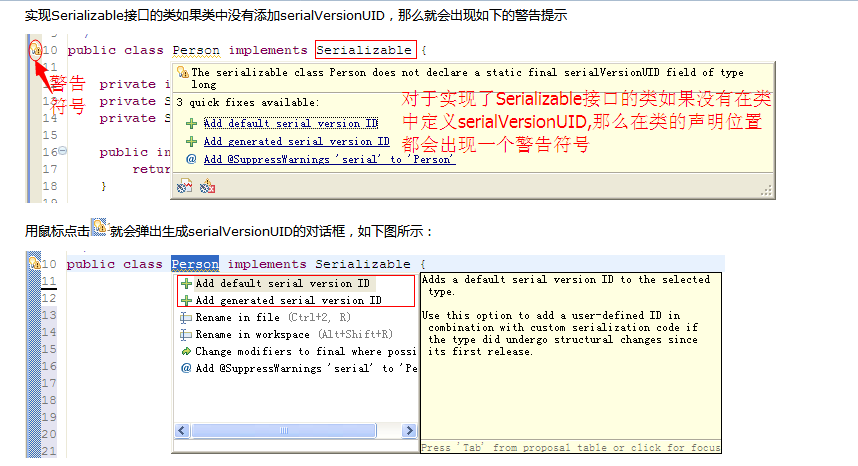 实现Serializable接口的类如果类中没有添加serialVersionUID，那么就会出现如下的警告提示
10 public class Person implements Serializable {
警告
符号
The serializable class Person does not declare a static final serialVersionUID field of type
long
3 quick fixes available:
Add default serial version ID
Add generated serial version ID
Add @SuppressWarnings 'serial' to 'Person'
对于实现了Serializable接口的类如果没有在类
中定义serialVersionUID,那么在类的声明位置
都会出现一个警告符号
11
12
13 private i
14 private S
15 private S
16 public in
17 retur
18 }
用鼠标点击 就会弹出生成serialVersionUID的对话框，如下图所示：
10 public class Person implements Serializable {
11
12
13
14
15
16
17
18
19
20
21
Add default serial version ID
Add generated serial version ID
Rename in file (Ctrl+2, R)
Rename in workspace (Alt+Shift+R)
Change modifiers to final where possi
Add @SuppressWarnings 'serial' to 'Pe
Adds a default serial version ID to the selected
type.
Use this option to add a user-defined ID in
combination with custom serialization code if
the type did undergo structural changes since
its first release.
Press 'Tab' from proposal table or click for focus